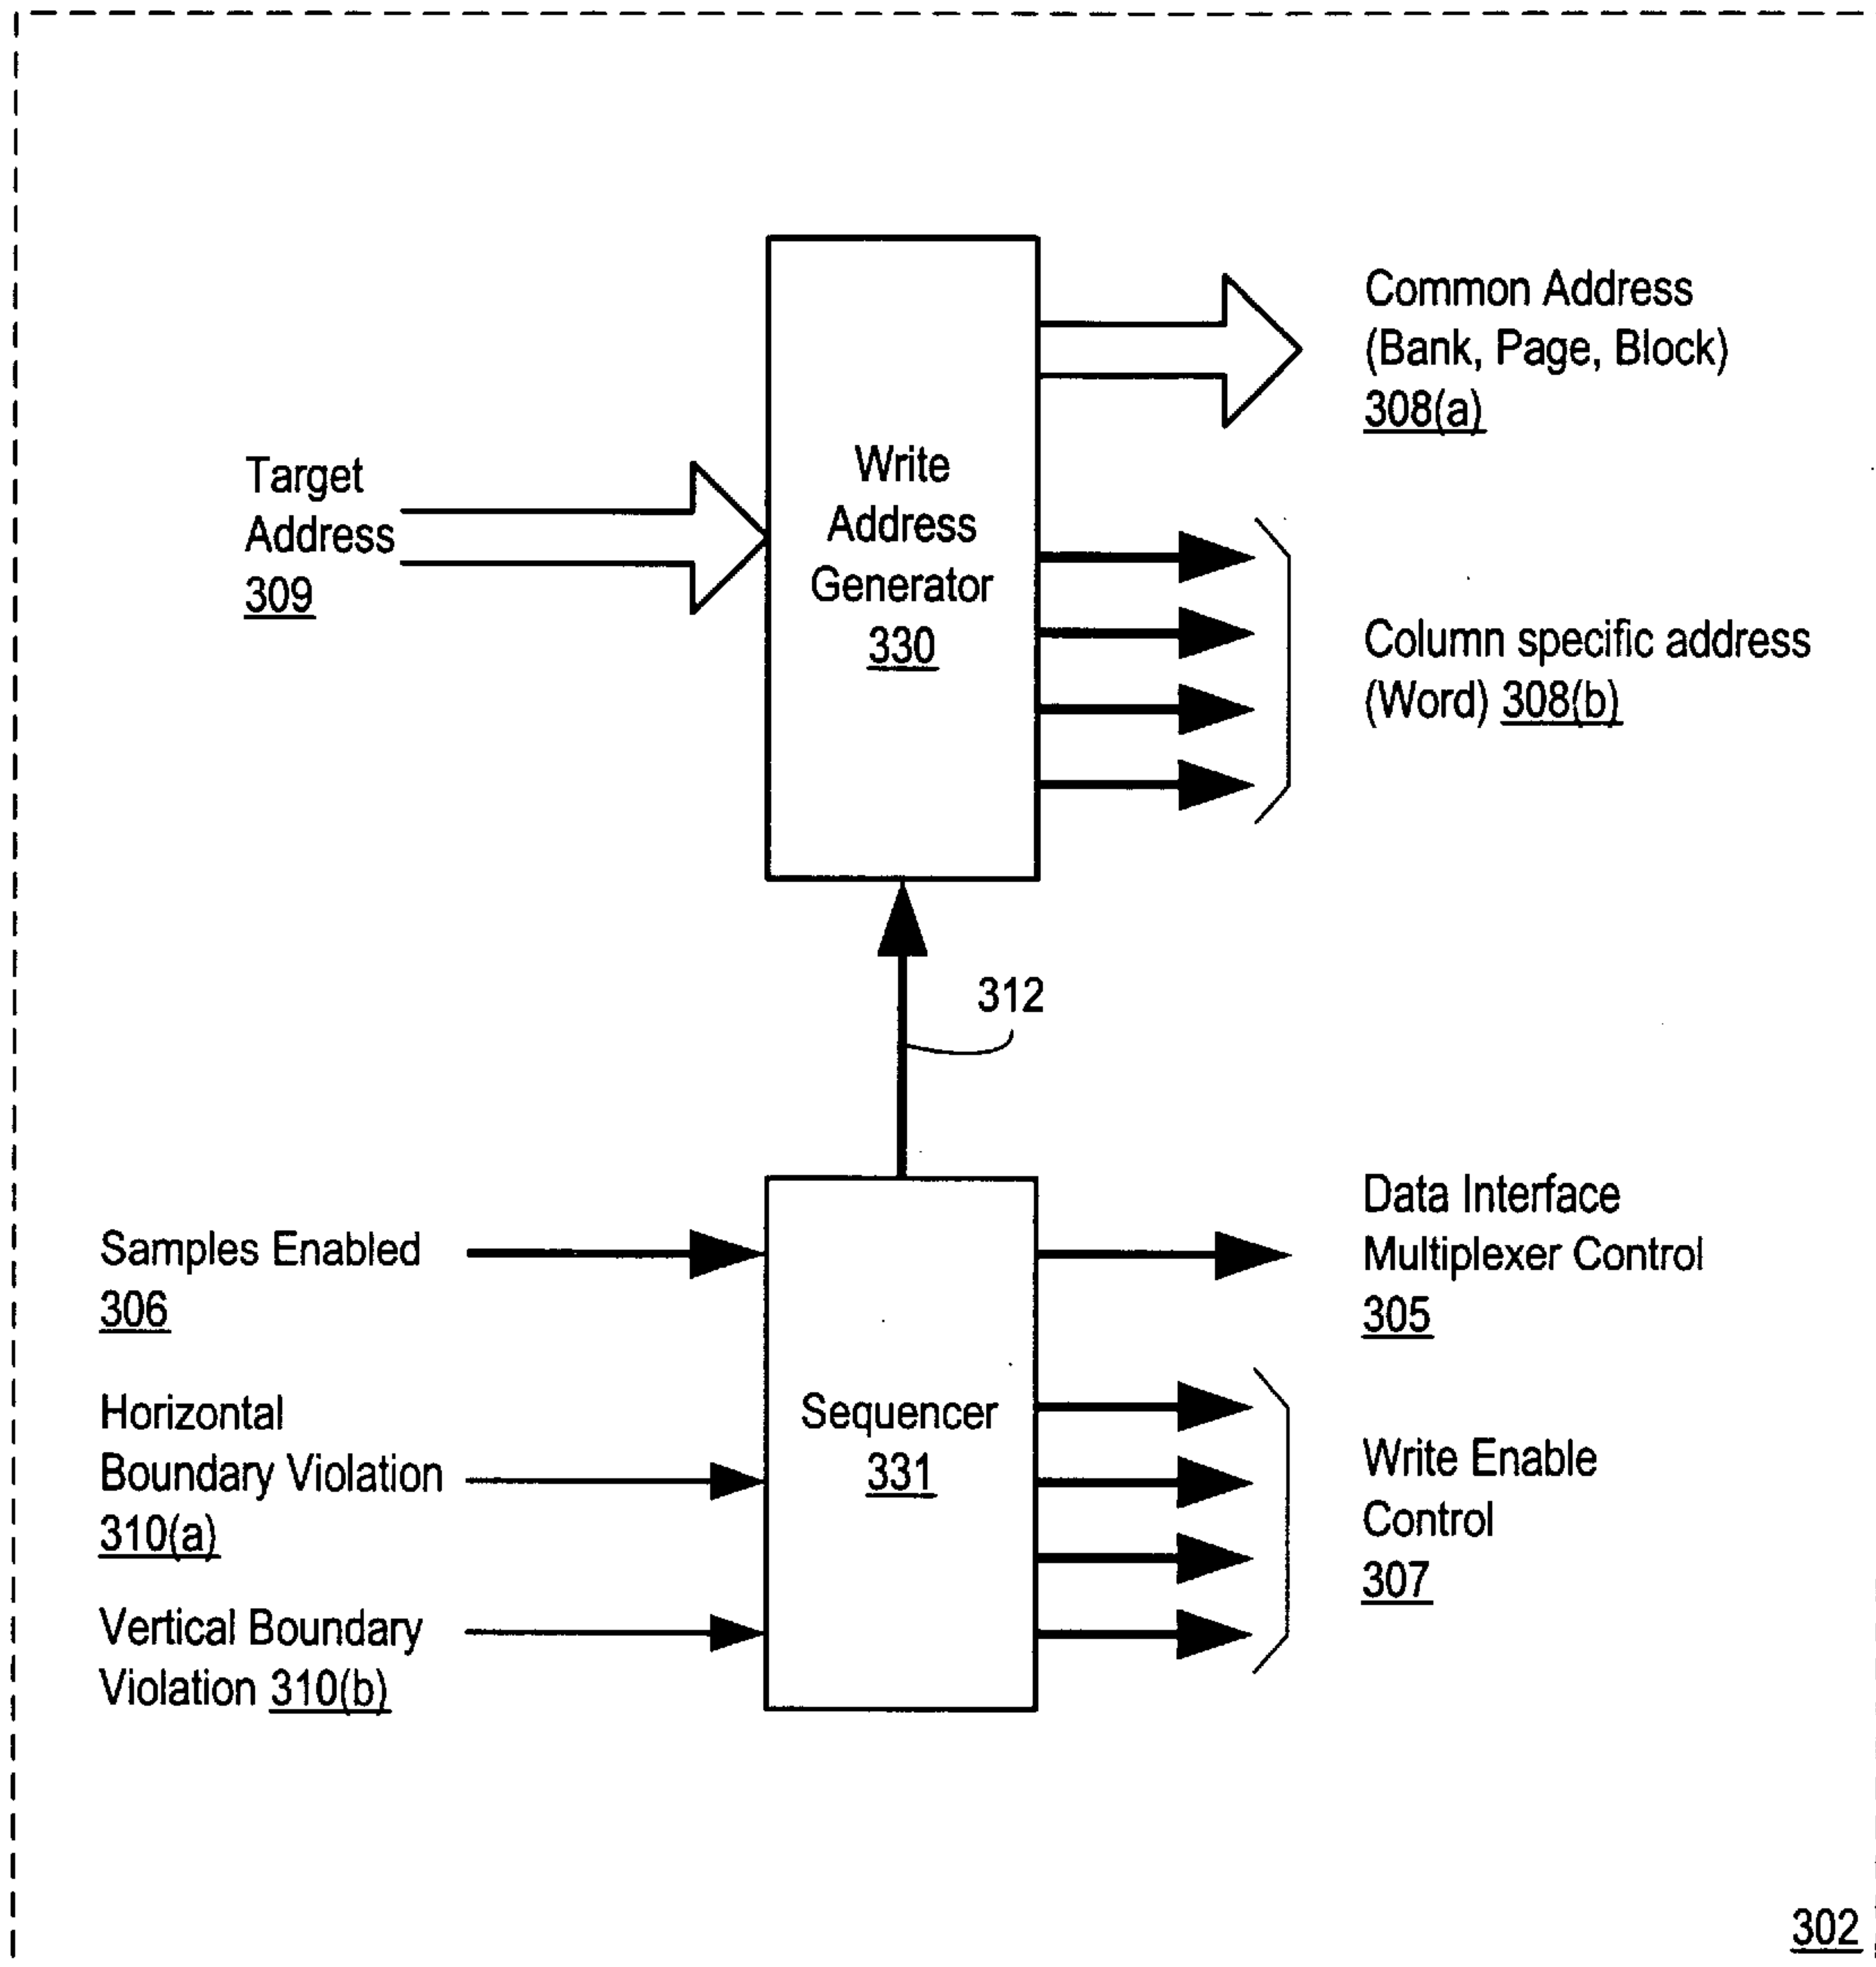 Common Address
(Bank, Page, Block)
308(a)
Target
Address
309
Write
Address
Generator
330
Column specific address
(Word) 308(b)
312
Samples Enabled
306
Horizontal
Boundary Violation
310(a)
Vertical Boundary
Violation 310(b)
Sequencer
331
Data Interface
Multiplexer Control
305
Write Enable
Control
307
302